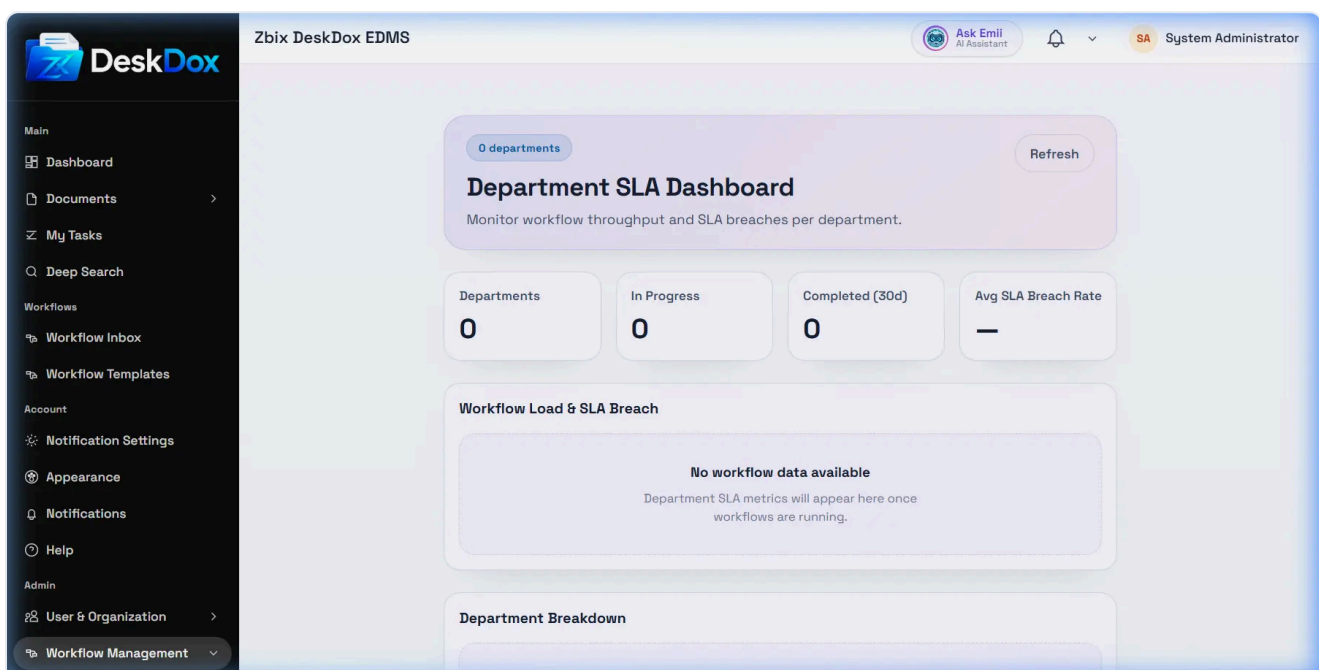 DeskDox
Main
Dashboard
Documents
My Tasks
Deep Search
Workflows
Workflow Inbox
Workflow Templates
Account
Notification Settings
Appearance
Notifications
Help
Admin
User & Organization
Workflow Management
Zbix DeskDox EDMS
Ask Emii
AI Assistant
SA
System Administrator
0 departments
Refresh
Department SLA Dashboard
Monitor workflow throughput and SLA breaches per department.
Departments
0
In Progress
0
Completed (30d)
0
Avg SLA Breach Rate
—
Workflow Load & SLA Breach
No workflow data available
Department SLA metrics will appear here once
workflows are running.
Department Breakdown